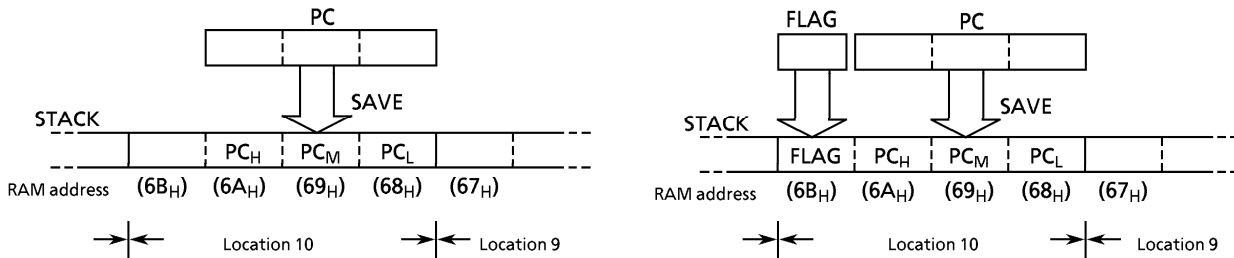 PC
SAVE
STACK
PC_H PC_M PC_L
RAM address (6B_H) (6A_H) (69_H) (68_H) (67_H)
Location 10 Location 9
FLAG PC
SAVE
STACK
FLAG PC_H PC_M PC_L
RAM address (6B_H) (6A_H) (69_H) (68_H) (67_H)
Location 10 Location 9